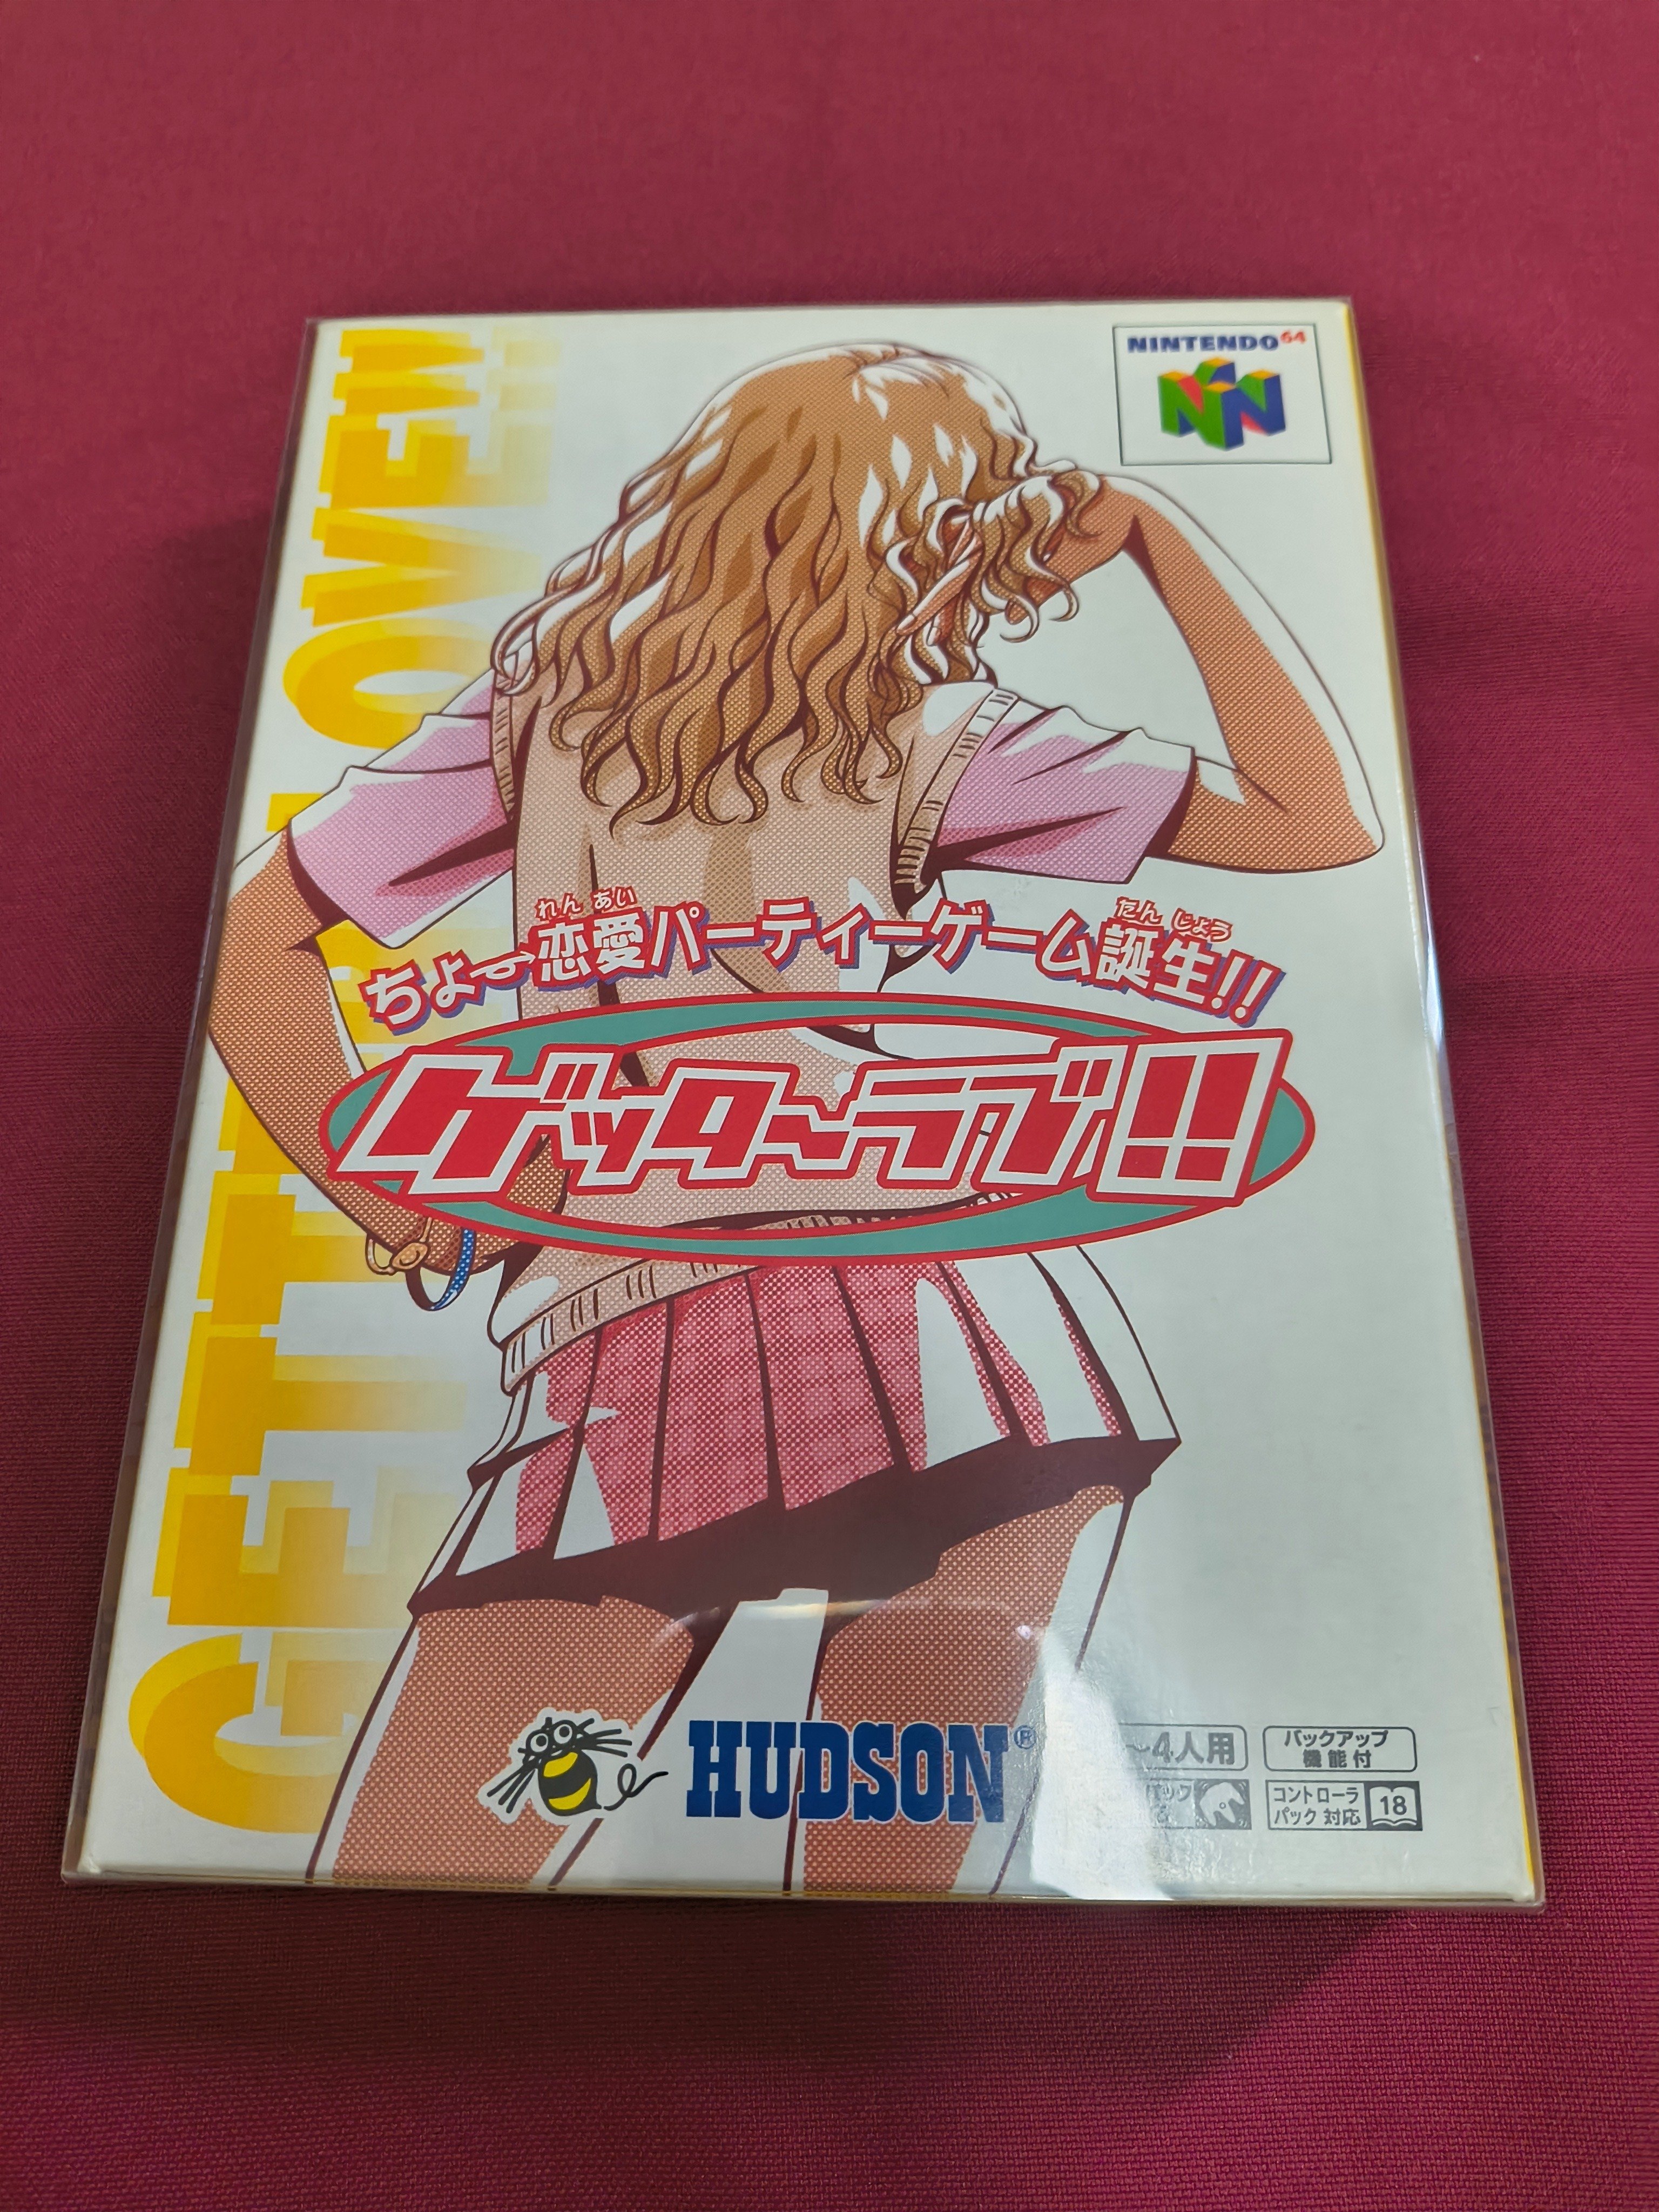 NINTENDO64
GETTER LOVE!!
れん あい たん じょう
ちょ〜恋愛パーティーゲーム誕生!!
ゲッターラブ!!
HUDSON®
〜4人用
バックアップ
機能付
コントローラ
パック対応 18